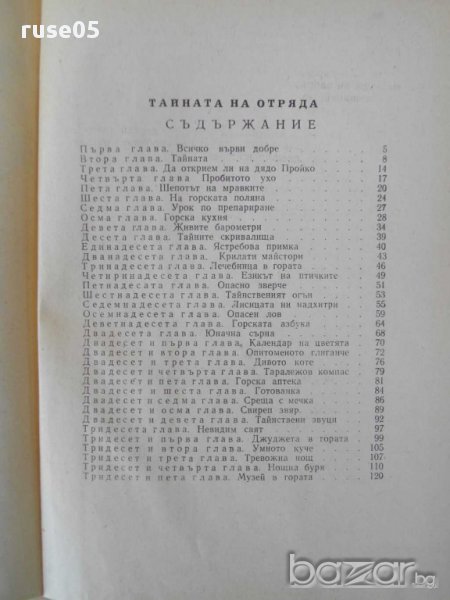 ruse05
ТАЙНАТА НА ОТРЯДА
СЪДЪРЖАНИЕ
Първа глава. Всичко върви добре 5
Втора глава. Тайната 8
Трета глава. Да открием ли на дядо Пройко 14
Четвърта глава Пробитото ухо 17
Пета глава. Шепотът на мравките 20
Шеста глава. На горската поляна 24
Седма глава. Урок по препариране 27
Осма глава. Горска кухня 28
Девета глава. Живите барометри 34
Десета глава. Тайните скривалища 39
Единадесета глава. Ястребова примка 40
Дванадесета глава. Крилати майстори 43
Тринадесета глава. Лечебница в гората 46
Четиринадесета глава. Езикът на птичките 49
Петнадесета глава. Опасно зверче 51
Шестнадесета глава. Тайнственият огън 53
Седемнадесета глава. Лисицата ни надхитри 55
Осемнадесета глава. Опасен лов 59
Деветнадесета глава. Горската азбука 64
Двадесета глава. Юначна сърна 68
Двадесет и първа глава, Календар на цветята 70
Двадесет и втора глава. Опитоменото глиганче 72
Двадесет и трета глава. Дивото коте 76
Двадесет и четвърта глава. Таралежов компас 79
Двадесет и пета глава. Горска аптека 81
Двадесет и шеста глава. Готованка 84
Двадесет и седма глава. Среща с мечка 86
Двадесет и осма глава. Свиреп звяр 89
Двадесет и девета глава. Тайнствени звуци 92
Тридесета глава. Невидим свят 97
Тридесет и първа глава. Джуджета в гората 99
Тридесет и втора глава. Умното куче 105
Тридесет и трета глава. Тревожна нощ 107
Тридесет и четвърта глава. Нощна буря 110
Тридесет и пета глава. Музей в гората 120
bazar.bg